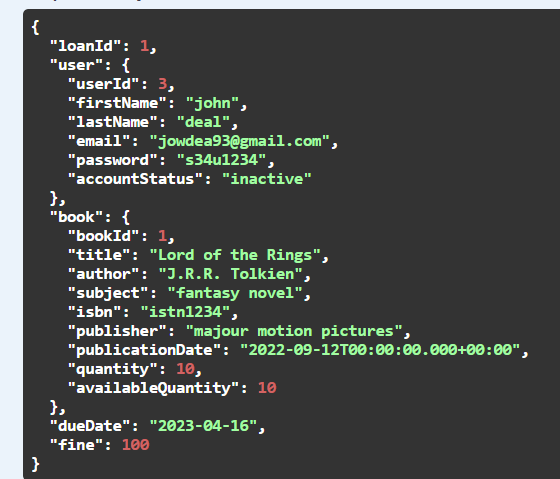 {
"loanId": 1,
"user": {
"userId": 3,
"firstName": "john",
"lastName": "deal",
"email": "jowdea93@gmail.com",
"password": "s34u1234",
"accountStatus": "inactive"
},
"book": {
"bookId": 1,
"title": "Lord of the Rings",
"author": "J.R.R. Tolkien",
"subject": "fantasy novel",
"isbn": "istn1234",
"publisher": "majour motion pictures",
"publicationDate": "2022-09-12T00:00:00.000+00:00",
"quantity": 10,
"availableQuantity": 10
},
"dueDate": "2023-04-16",
"fine": 100
}